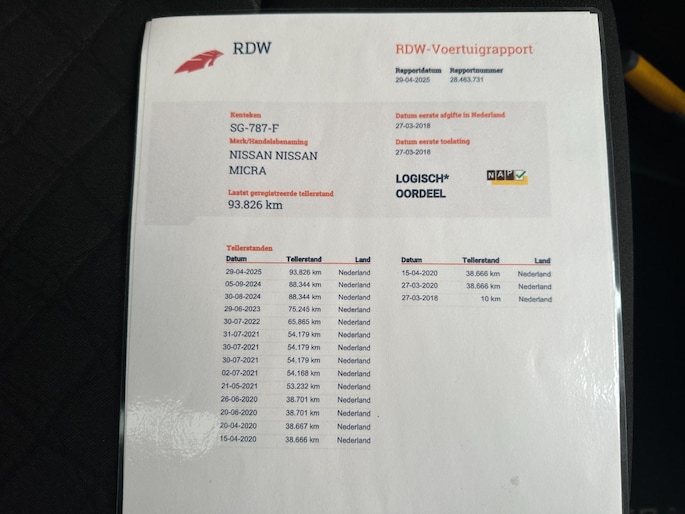 RDW
RDW-Voertuigrapport
Rapportdatum Rapportnummer
29-04-2025 28.463.731
Kenteken
SG-787-F
Merk/Handelsbenaming
NISSAN NISSAN
MICRA
Laatst geregistreerde tellerstand
93.826 km
Datum eerste afgifte in Nederland
27-03-2018
Datum eerste toelating
27-03-2018
LOGISCH*
OORDEEL
NAP
Tellerstanden
Datum Tellerstand Land
29-04-2025 93.826 km Nederland
05-09-2024 88.344 km Nederland
30-08-2024 88.344 km Nederland
29-06-2023 75.245 km Nederland
30-07-2022 65.865 km Nederland
31-07-2021 54.179 km Nederland
30-07-2021 54.179 km Nederland
30-07-2021 54.179 km Nederland
02-07-2021 54.168 km Nederland
21-05-2021 53.232 km Nederland
26-06-2020 38.701 km Nederland
20-06-2020 38.701 km Nederland
20-04-2020 38.667 km Nederland
15-04-2020 38.666 km Nederland
Datum Tellerstand Land
15-04-2020 38.666 km Nederland
27-03-2020 38.666 km Nederland
27-03-2018 10 km Nederland